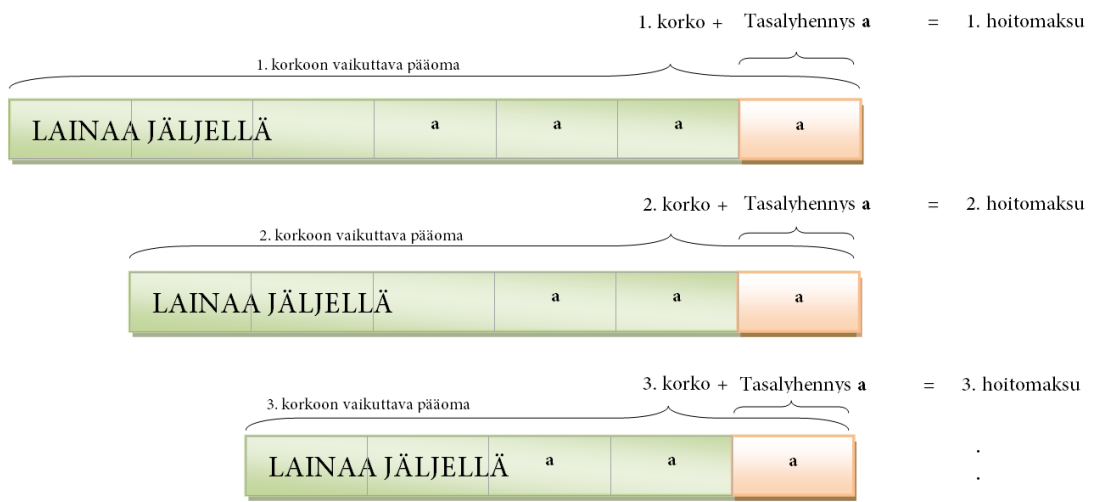 1. korko + Tasalyhennys a = 1. hoitomaksu
1. korkoon vaikuttava pääoma
LAINAA JÄLJELLÄ a a a a
2. korko + Tasalyhennys a = 2. hoitomaksu
2. korkoon vaikuttava pääoma
LAINAA JÄLJELLÄ a a a
3. korko + Tasalyhennys a = 3. hoitomaksu
3. korkoon vaikuttava pääoma
LAINAA JÄLJELLÄ a a a
.
.